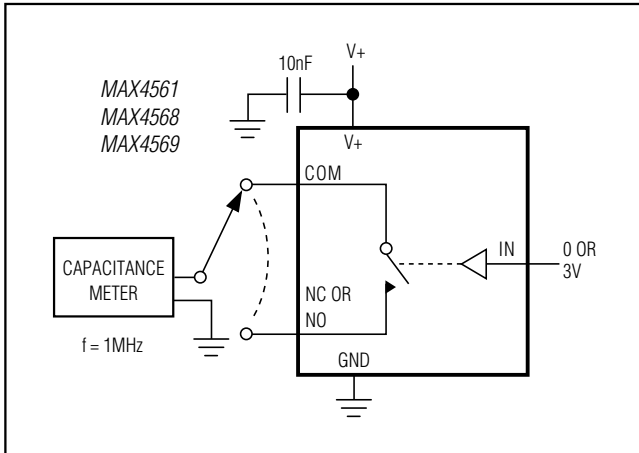 MAX4561
MAX4568
MAX4569
10nF
V+
V+
COM
CAPACITANCE
METER
f = 1MHz
NC OR
NO
IN
0 OR
3V
GND